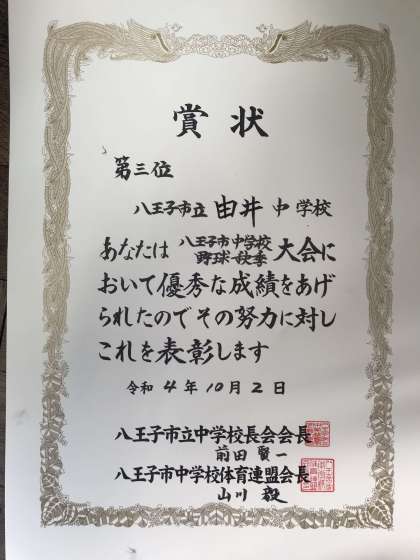 賞状
第三位
八王子市立 由井 中学校
あなたは 八王子市中学校 野球 秋季 大会に
おいて優秀な成績をあげ
られたのでその努力に対し
これを表彰します
令和 4 年 10 月 2 日
八王子市立中学校長会会長
前田 賢一
八王子市中学校体育連盟会長
山川 毅